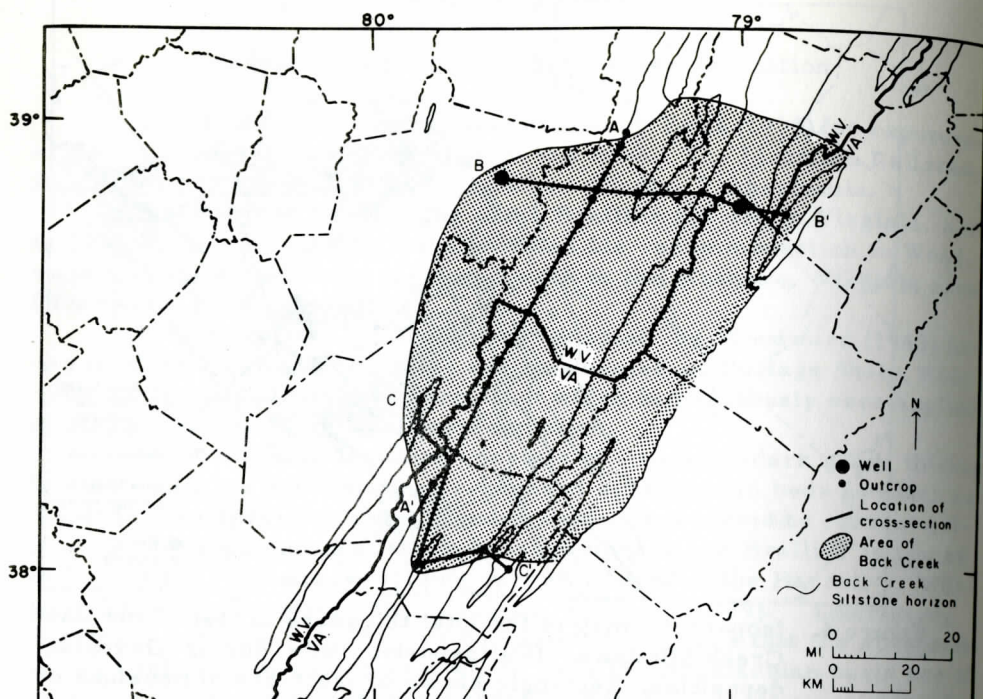 80°
79°
39°
A
W.V.
VA.
B
B'
W.V.
VA.
C
N
Well
Outcrop
A'
Location of
cross-section
Area of
Back Creek
38°
C'
Back Creek
Siltstone horizon
W.V.
VA.
0 20
MI
0 20
KM